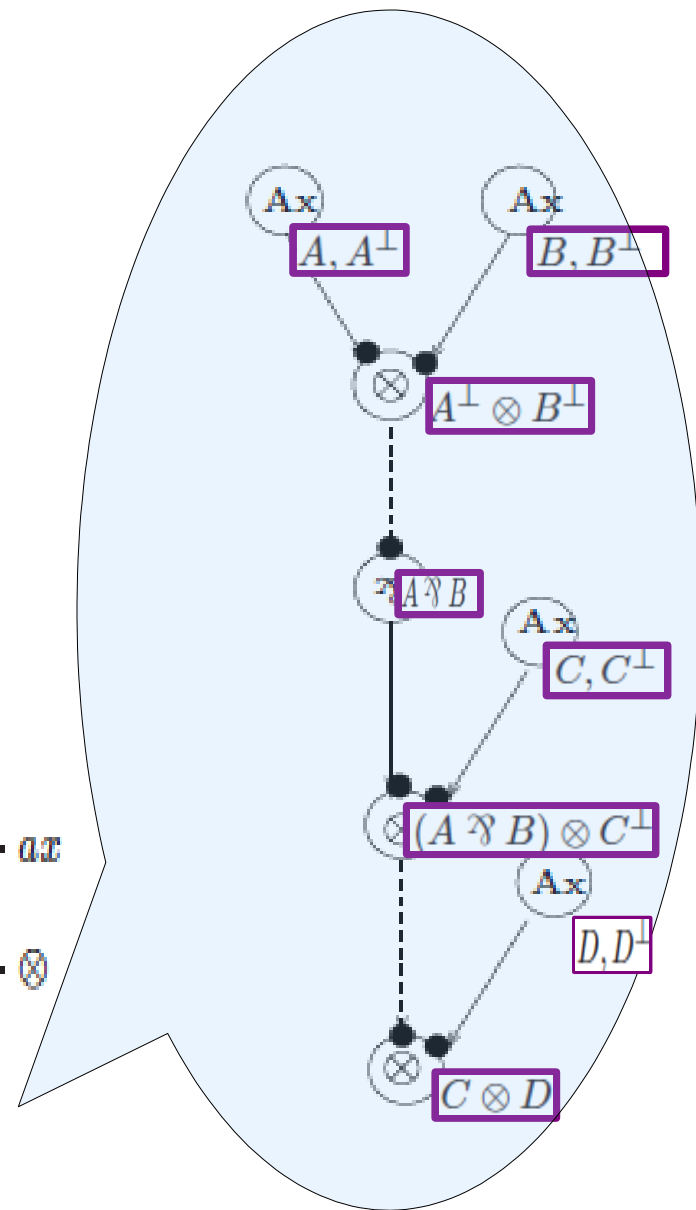 Ax Ax
A, A⊥ B, B⊥
⊗
A⊥ ⊗ B⊥
⅋ A ⅋ B
Ax
C, C⊥
⊗ (A ⅋ B) ⊗ C⊥
ax
Ax
D, D⊥
⊗
⊗
C ⊗ D